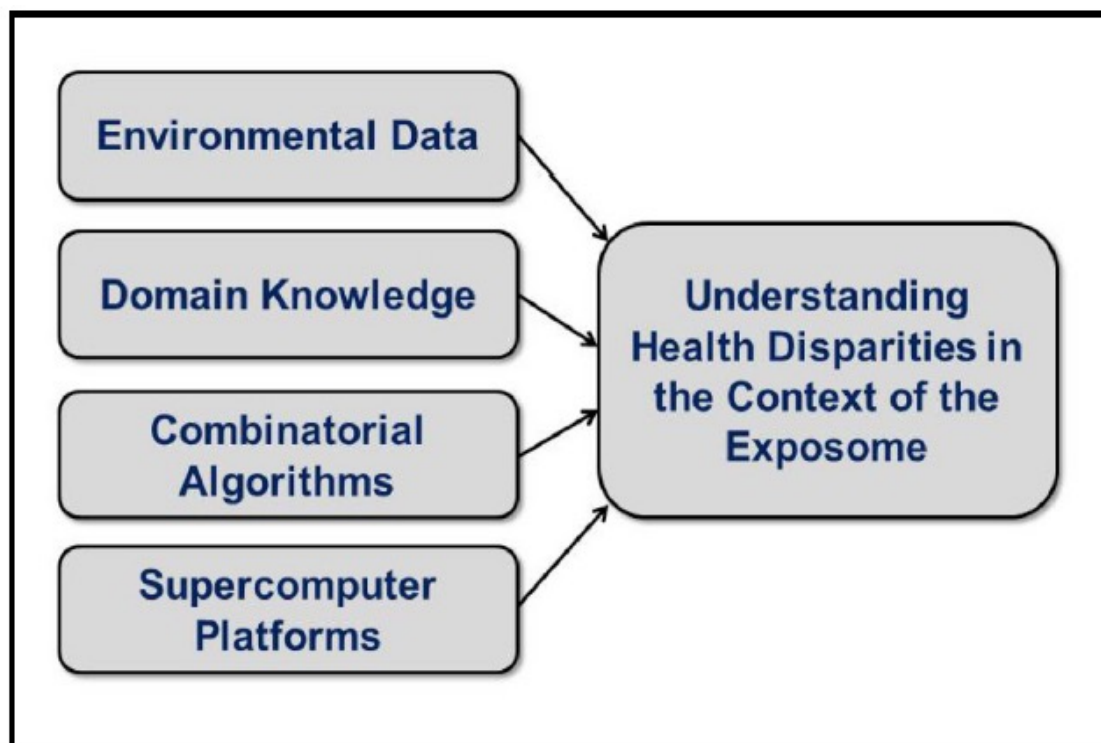 Environmental Data
Domain Knowledge
Combinatorial
Algorithms
Supercomputer
Platforms
Understanding
Health Disparities in
the Context of the
Exposome